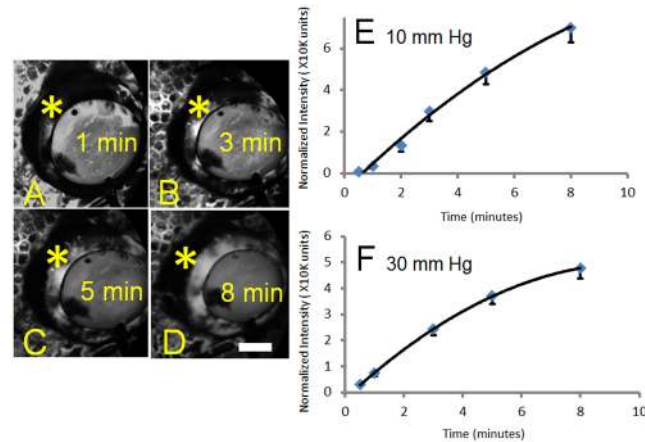 * 1 min A
* 3 min B
* 5 min C
* 8 min D
E 10 mm Hg
Normalized Intensity ( X10K units)
6
4
2
0
0 2 4 6 8 10
Time (minutes)
F 30 mm Hg
Normalized Intensity ( X10K units)
6
5
4
3
2
1
0
0 2 4 6 8 10
Time (minutes)